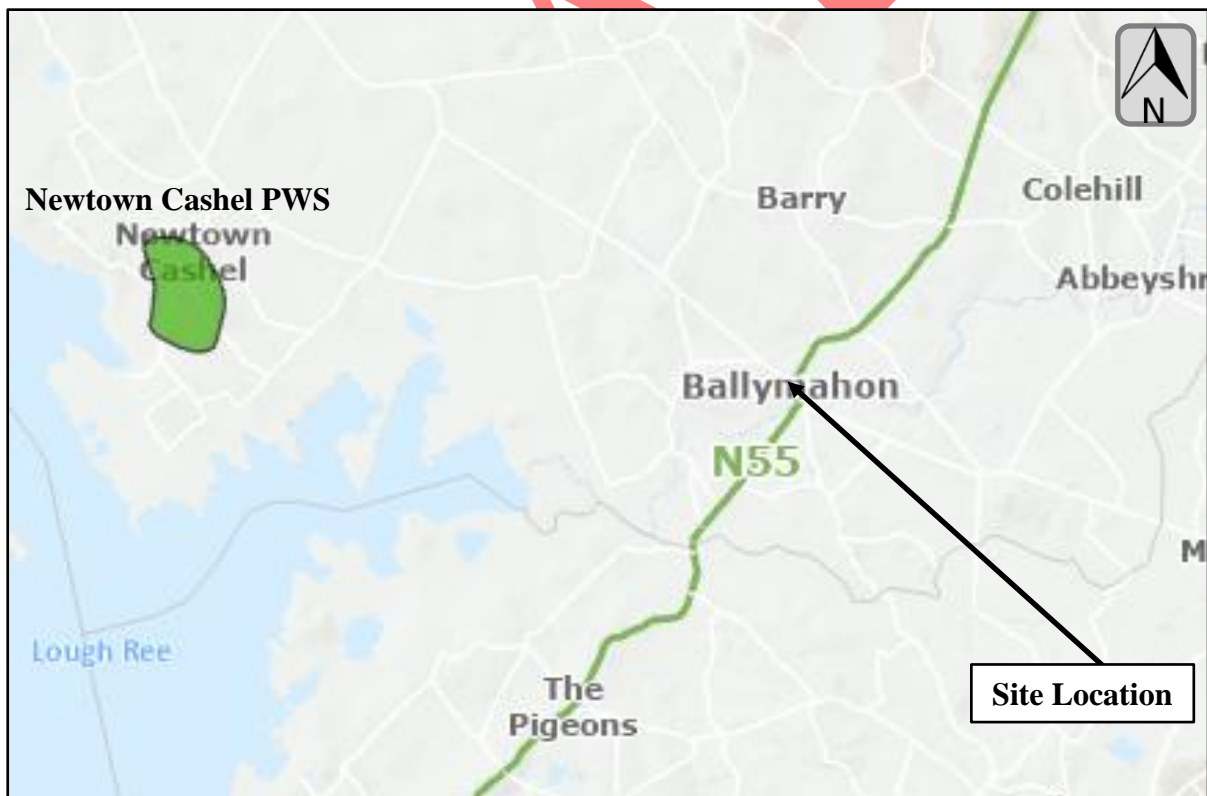 N
Barry
Colehill
Newtown Cashel PWS
Newtown
Cashel
Abbeyshr
Ballymahon
N55
M
Lough Ree
The
Pigeons
Site Location